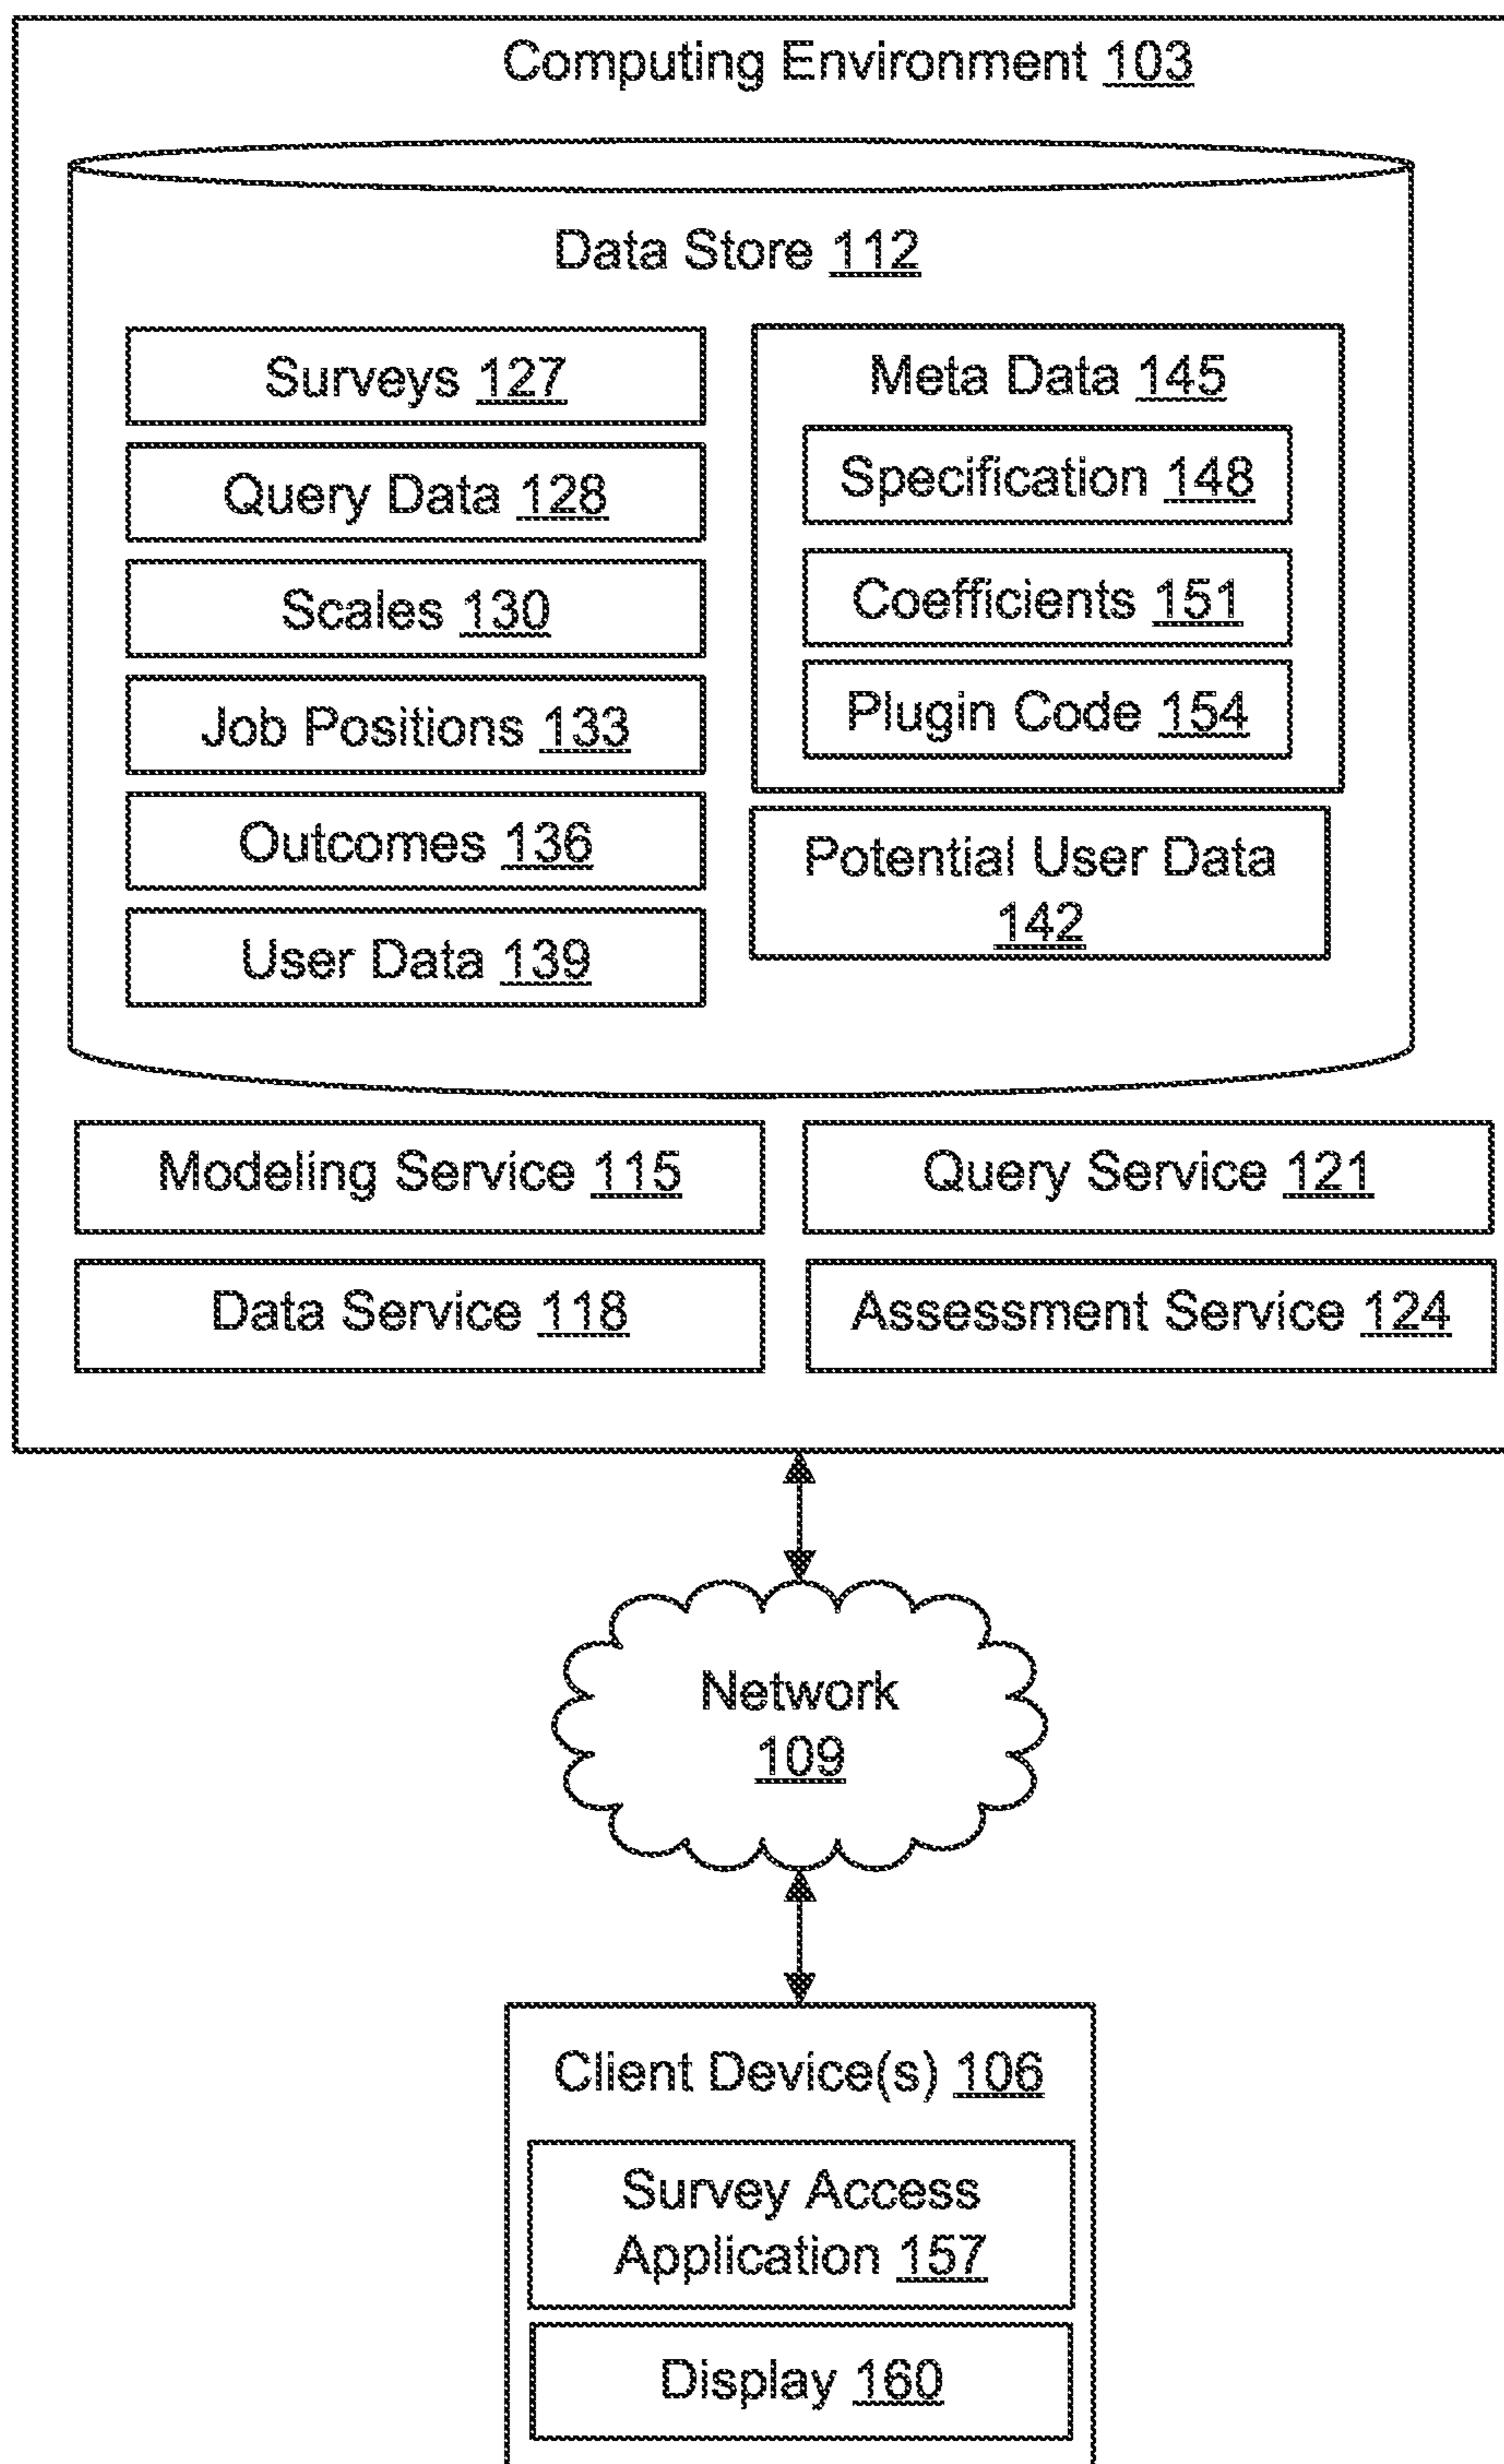 Computing Environment 103
Data Store 112
Surveys 127
Query Data 128
Scales 130
Job Positions 133
Outcomes 136
User Data 139
Meta Data 145
Specification 148
Coefficients 151
Plugin Code 154
Potential User Data
142
Modeling Service 115
Query Service 121
Data Service 118
Assessment Service 124
Network
109
Client Device(s) 106
Survey Access
Application 157
Display 160